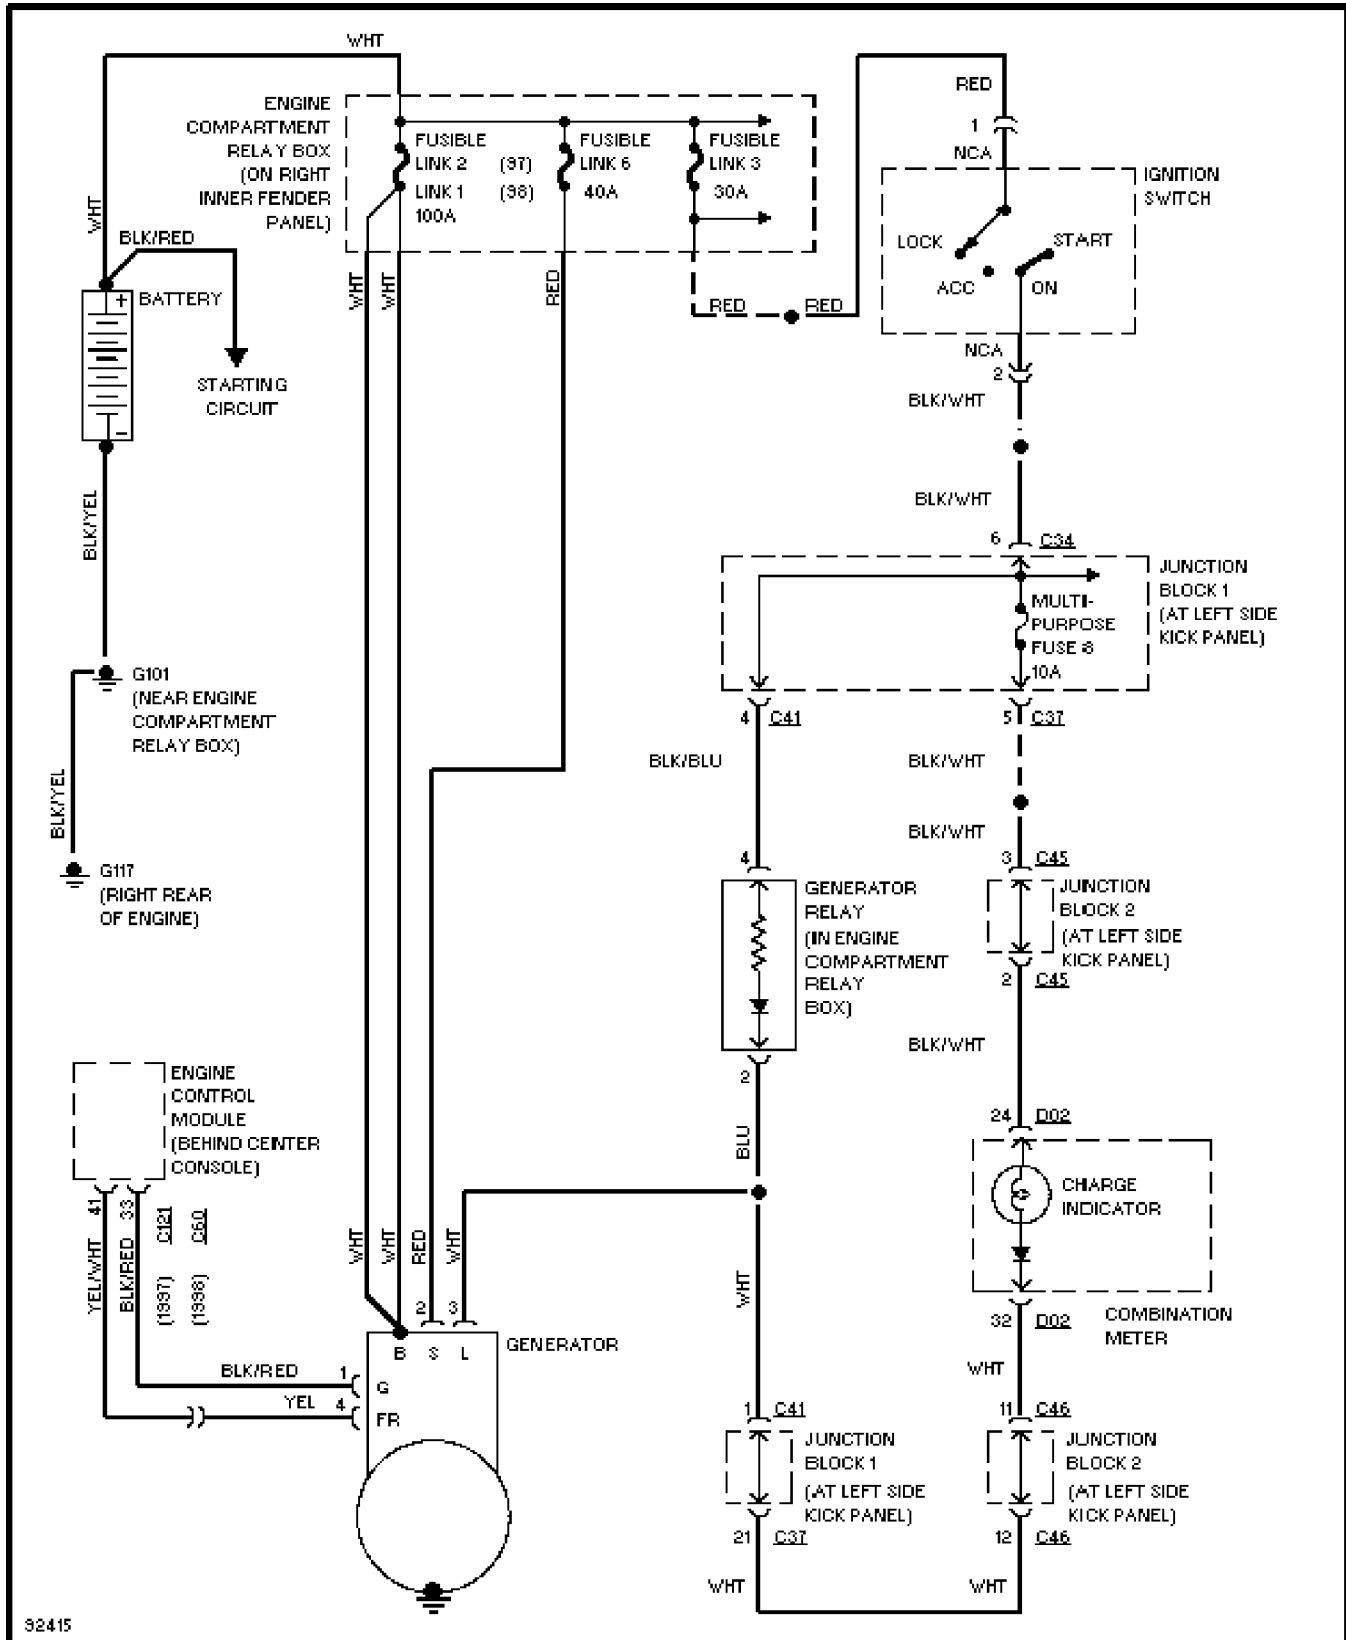 WHT
RED
ENGINE
COMPARTMENT
RELAY BOX
(ON RIGHT
INNER FENDER
PANEL)
FUSIBLE
LINK 2 (97)
LINK 1 (98)
100A
FUSIBLE
LINK 6
40A
FUSIBLE
LINK 3
30A
1
NCA
IGNITION
SWITCH
LOCK
START
ACC
ON
NCA
2
BLK/WHT
WHT
BLK/RED
BATTERY
+
-
STARTING
CIRCUIT
WHT
WHT
RED
RED
RED
BLK/YEL
BLK/WHT
6 C34
JUNCTION
BLOCK 1
(AT LEFT SIDE
KICK PANEL)
MULTI-
PURPOSE
FUSE 8
10A
G101
(NEAR ENGINE
COMPARTMENT
RELAY BOX)
4 C41
5 C37
BLK/BLU
BLK/WHT
BLK/YEL
BLK/WHT
G117
(RIGHT REAR
OF ENGINE)
4
GENERATOR
RELAY
(IN ENGINE
COMPARTMENT
RELAY
BOX)
3 C45
JUNCTION
BLOCK 2
(AT LEFT SIDE
KICK PANEL)
2 C45
BLK/WHT
2
BLU
ENGINE
CONTROL
MODULE
(BEHIND CENTER
CONSOLE)
24 D02
CHARGE
INDICATOR
41
33
C121
C60
YEL/WHT
BLK/RED
(1997)
(1998)
WHT
WHT
RED
WHT
WHT
2
3
32 D02
COMBINATION
METER
WHT
B S L
GENERATOR
BLK/RED 1
G
YEL 4
FR
1 C41
JUNCTION
BLOCK 1
(AT LEFT SIDE
KICK PANEL)
21 C37
11 C46
JUNCTION
BLOCK 2
(AT LEFT SIDE
KICK PANEL)
12 C46
WHT
WHT
92415